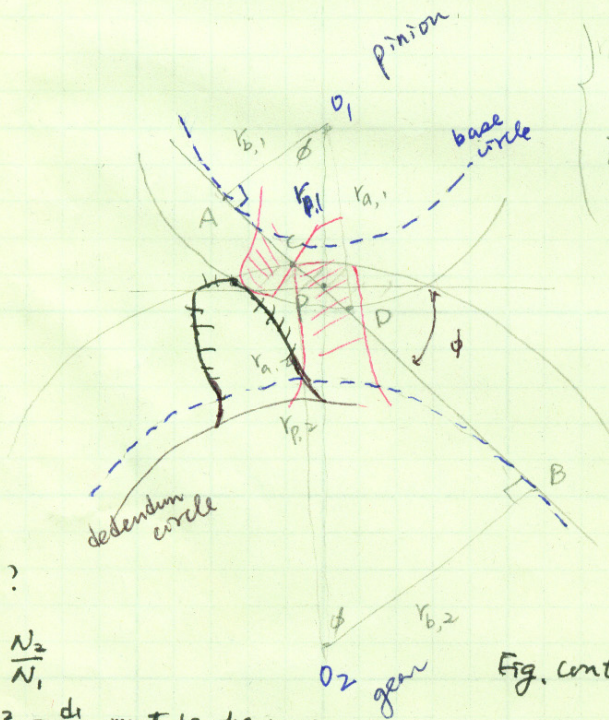 pinion
O1
base
circle
rb,1
ϕ
rp,1
ra,1
A
C
P
D
ϕ
ra,2
rp,2
B
dedendum
circle
?
ϕ
rb,2
N2
N1
O2
gear
Fig. cont